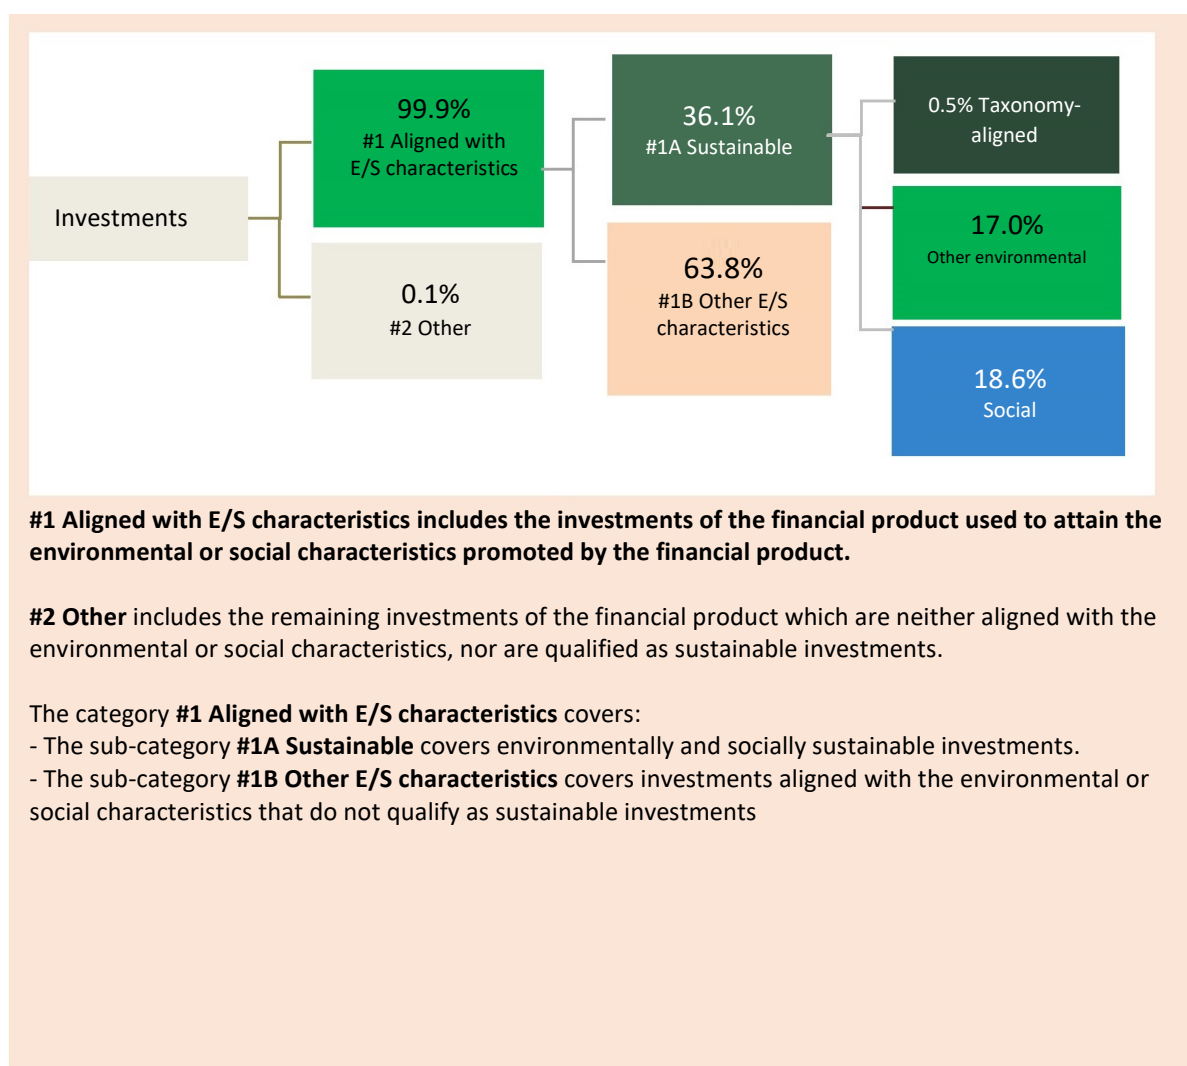 Investments
99.9%
#1 Aligned with
E/S characteristics
0.1%
#2 Other
36.1%
#1A Sustainable
63.8%
#1B Other E/S
characteristics
0.5% Taxonomy-
aligned
17.0%
Other environmental
18.6%
Social
#1 Aligned with E/S characteristics includes the investments of the financial product used to attain the
environmental or social characteristics promoted by the financial product.
#2 Other includes the remaining investments of the financial product which are neither aligned with the
environmental or social characteristics, nor are qualified as sustainable investments.
The category #1 Aligned with E/S characteristics covers:
- The sub-category #1A Sustainable covers environmentally and socially sustainable investments.
- The sub-category #1B Other E/S characteristics covers investments aligned with the environmental or
social characteristics that do not qualify as sustainable investments